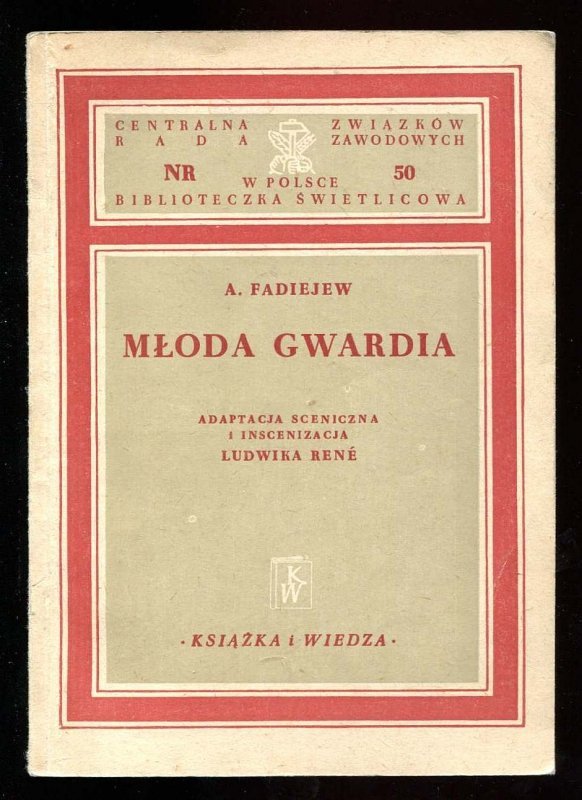 CENTRALNA ZWIĄZKÓW
RADA ZAWODOWYCH
NR 50
W POLSCE
BIBLIOTECZKA ŚWIETLICOWA
A. FADIEJEW
MŁODA GWARDIA
ADAPTACJA SCENICZNA
I INSCENIZACJA
LUDWIKA RENÉ
K
W
· KSIĄŻKA i WIEDZA ·